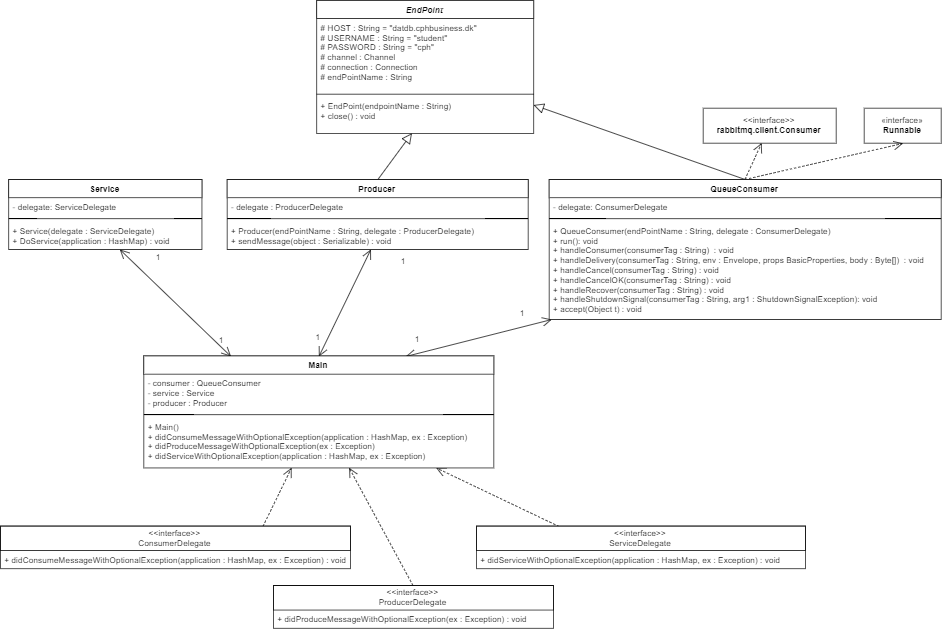 EndPoint
# HOST : String = "datdb.cphbusiness.dk"
# USERNAME : String = "student"
# PASSWORD : String = "cph"
# channel : Channel
# connection : Connection
# endPointName : String
+ EndPoint(endpointName : String)
+ close() : void
<<interface>>
rabbitmq.client.Consumer
«interface»
Runnable
Service
- delegate: ServiceDelegate
+ Service(delegate : ServiceDelegate)
+ DoService(application : HashMap) : void
Producer
- delegate : ProducerDelegate
+ Producer(endPointName : String, delegate : ProducerDelegate)
+ sendMessage(object : Serializable) : void
QueueConsumer
- delegate: ConsumerDelegate
+ QueueConsumer(endPointName : String, delegate : ConsumerDelegate)
+ run(): void
+ handleConsumer(consumerTag : String) : void
+ handleDelivery(consumerTag : String, env : Envelope, props BasicProperties, body : Byte[]) : void
+ handleCancel(consumerTag : String) : void
+ handleCancelOK(consumerTag : String) : void
+ handleRecover(consumerTag : String) : void
+ handleShutdownSignal(consumerTag : String, arg1 : ShutdownSignalException): void
+ accept(Object t) : void
1
1
1
1
1
1
Main
- consumer : QueueConsumer
- service : Service
- producer : Producer
+ Main()
+ didConsumeMessageWithOptionalException(application : HashMap, ex : Exception)
+ didProduceMessageWithOptionalException(ex : Exception)
+ didServiceWithOptionalException(application : HashMap, ex : Exception)
<<interface>>
ConsumerDelegate
+ didConsumeMessageWithOptionalException(application : HashMap, ex : Exception) : void
<<interface>>
ServiceDelegate
+ didServiceWithOptionalException(application : HashMap, ex : Exception) : void
<<interface>>
ProducerDelegate
+ didProduceMessageWithOptionalException(ex : Exception) : void